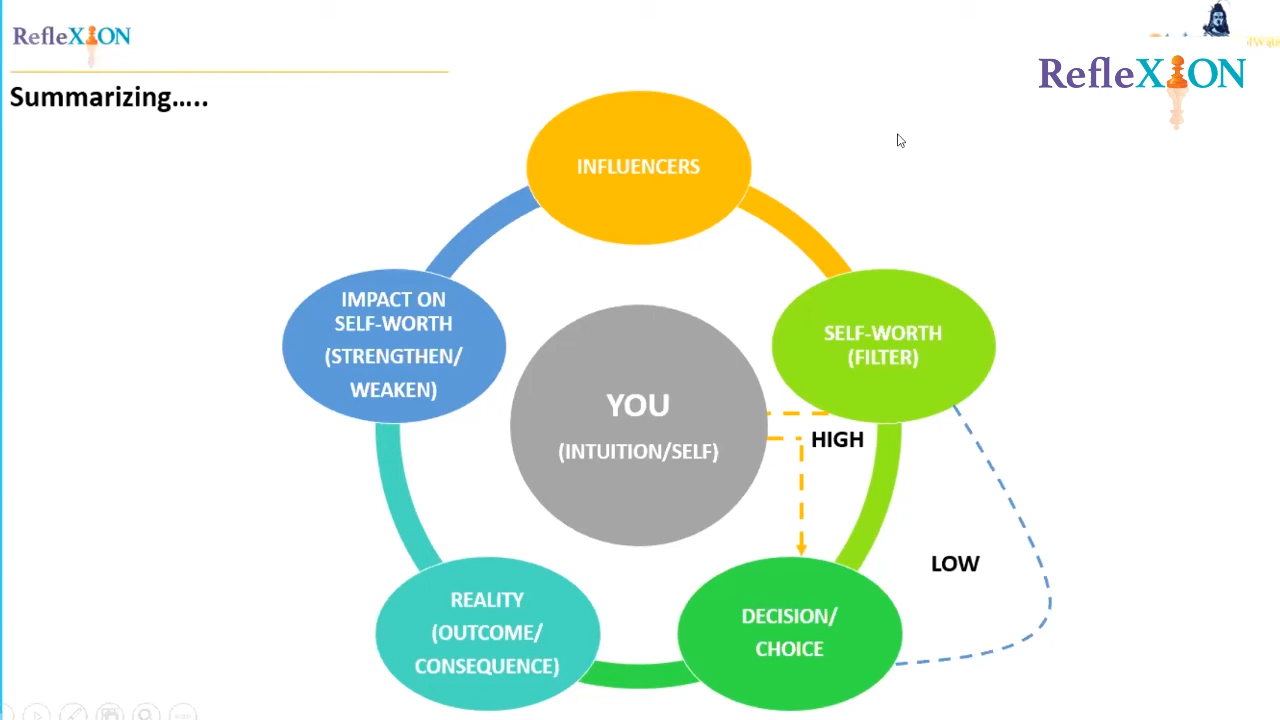 RefleXION
RefleXION
Summarizing.....
INFLUENCERS
IMPACT ON
SELF-WORTH
(STRENGTHEN/
WEAKEN)
SELF-WORTH
(FILTER)
YOU
(INTUITION/SELF)
HIGH
LOW
REALITY
(OUTCOME/
CONSEQUENCE)
DECISION/
CHOICE